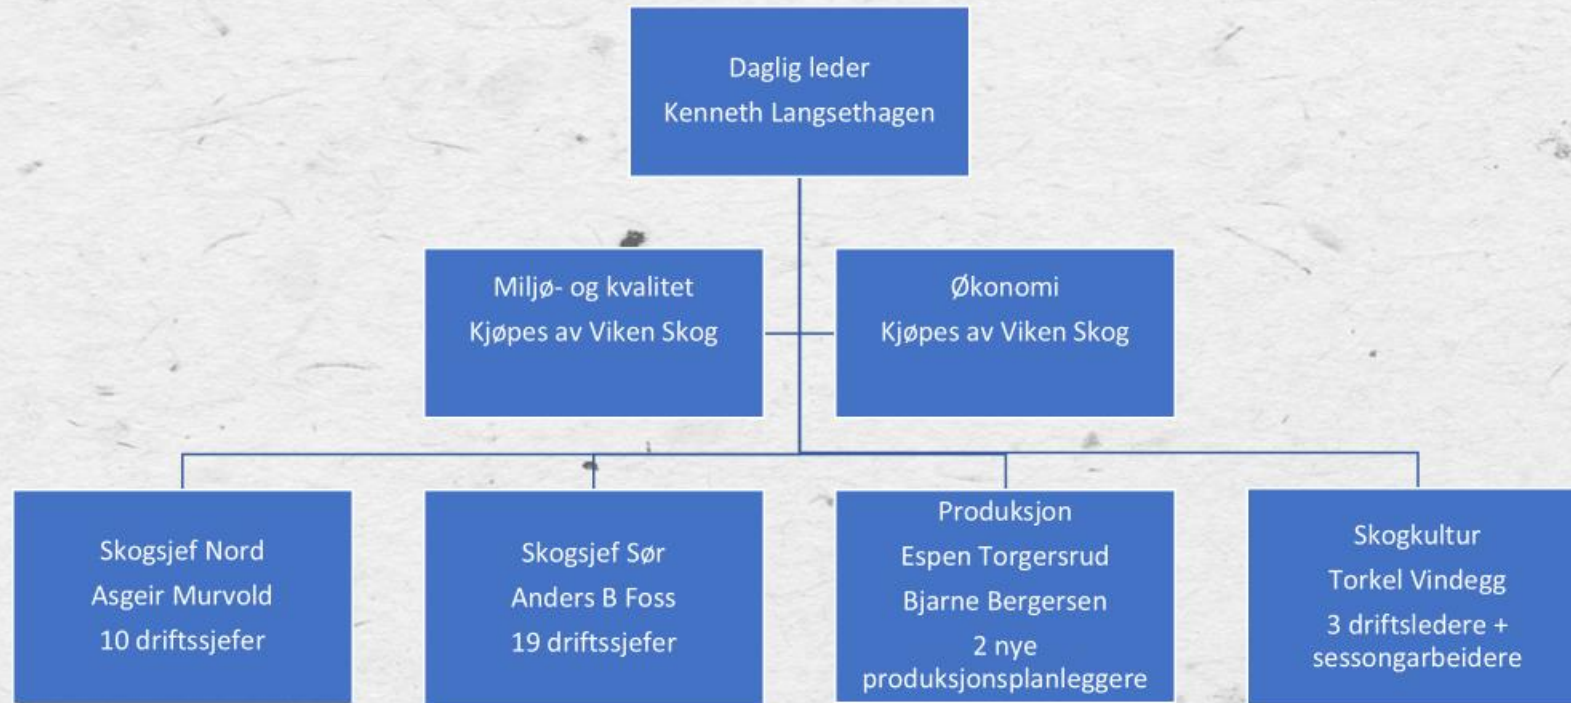 Daglig leder
Kenneth Langsethagen
Miljø- og kvalitet
Kjøpes av Viken Skog
Økonomi
Kjøpes av Viken Skog
Skogsjef Nord
Asgeir Murvold
10 driftssjefer
Skogsjef Sør
Anders B Foss
19 driftssjefer
Produksjon
Espen Torgersrud
Bjarne Bergersen
2 nye
produksjonsplanleggere
Skogkultur
Torkel Vindegg
3 driftsledere +
sessongarbeidere